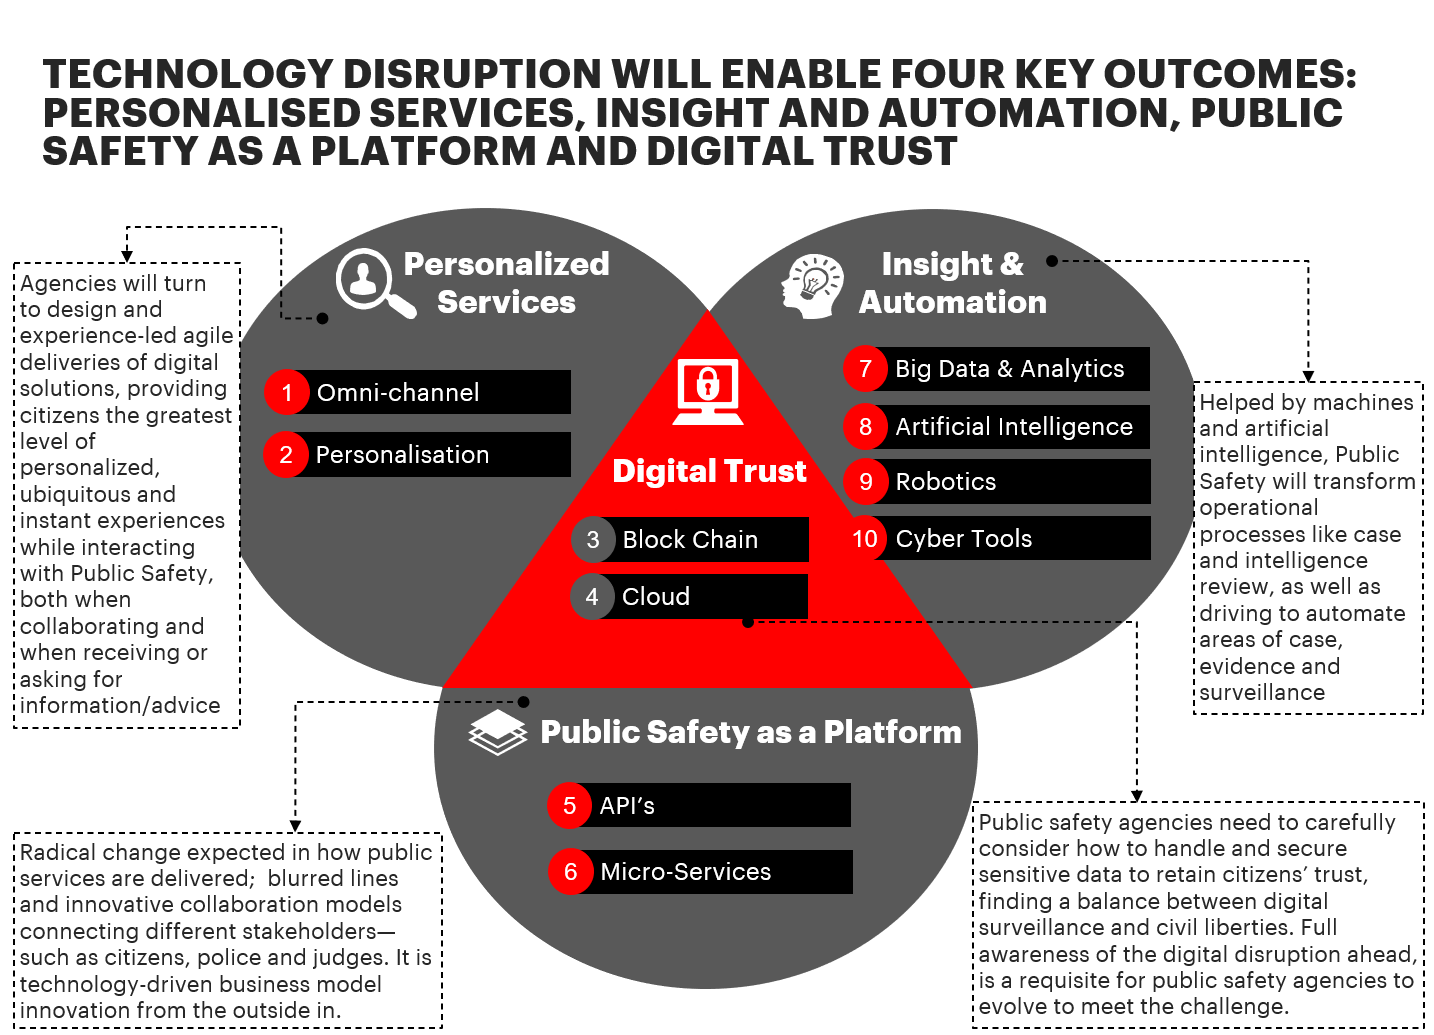 TECHNOLOGY DISRUPTION WILL ENABLE FOUR KEY OUTCOMES:
PERSONALISED SERVICES, INSIGHT AND AUTOMATION, PUBLIC
SAFETY AS A PLATFORM AND DIGITAL TRUST
Agencies will turn
to design and
experience-led agile
deliveries of digital
solutions, providing
citizens the greatest
level of
personalized,
ubiquitous and
instant experiences
while interacting
with Public Safety,
both when
collaborating and
when receiving or
asking for
information/advice
Personalized
Services
1 Omni-channel
2 Personalisation
Digital Trust
3 Block Chain
4 Cloud
Insight &
Automation
7 Big Data & Analytics
8 Artificial Intelligence
9 Robotics
10 Cyber Tools
Helped by machines
and artificial
intelligence, Public
Safety will transform
operational
processes like case
and intelligence
review, as well as
driving to automate
areas of case,
evidence and
surveillance
Public Safety as a Platform
5 API’s
6 Micro-Services
Radical change expected in how public
services are delivered;  blurred lines
and innovative collaboration models
connecting different stakeholders—
such as citizens, police and judges. It is
technology-driven business model
innovation from the outside in.
Public safety agencies need to carefully
consider how to handle and secure
sensitive data to retain citizens’ trust,
finding a balance between digital
surveillance and civil liberties. Full
awareness of the digital disruption ahead,
is a requisite for public safety agencies to
evolve to meet the challenge.